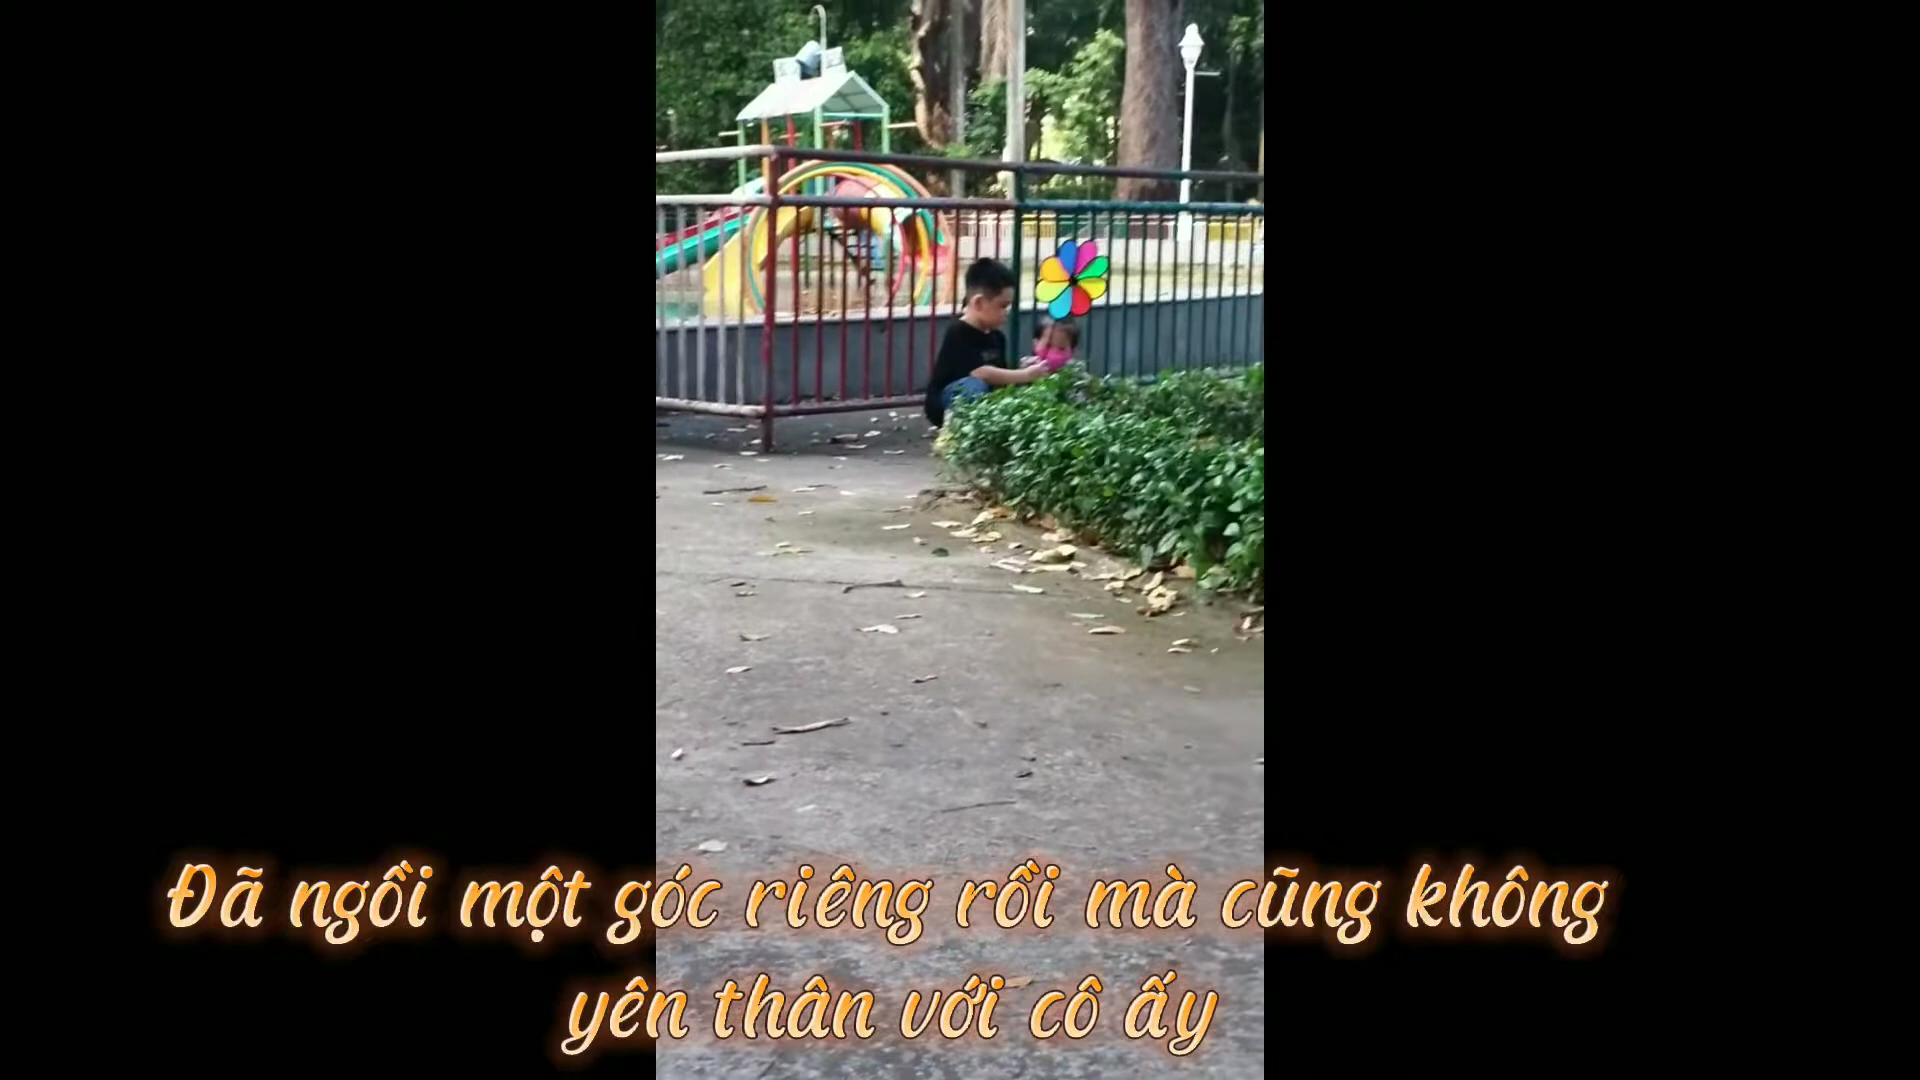 Đã ngồi một góc riêng rồi mà cũng không
yên thân với cô ấy